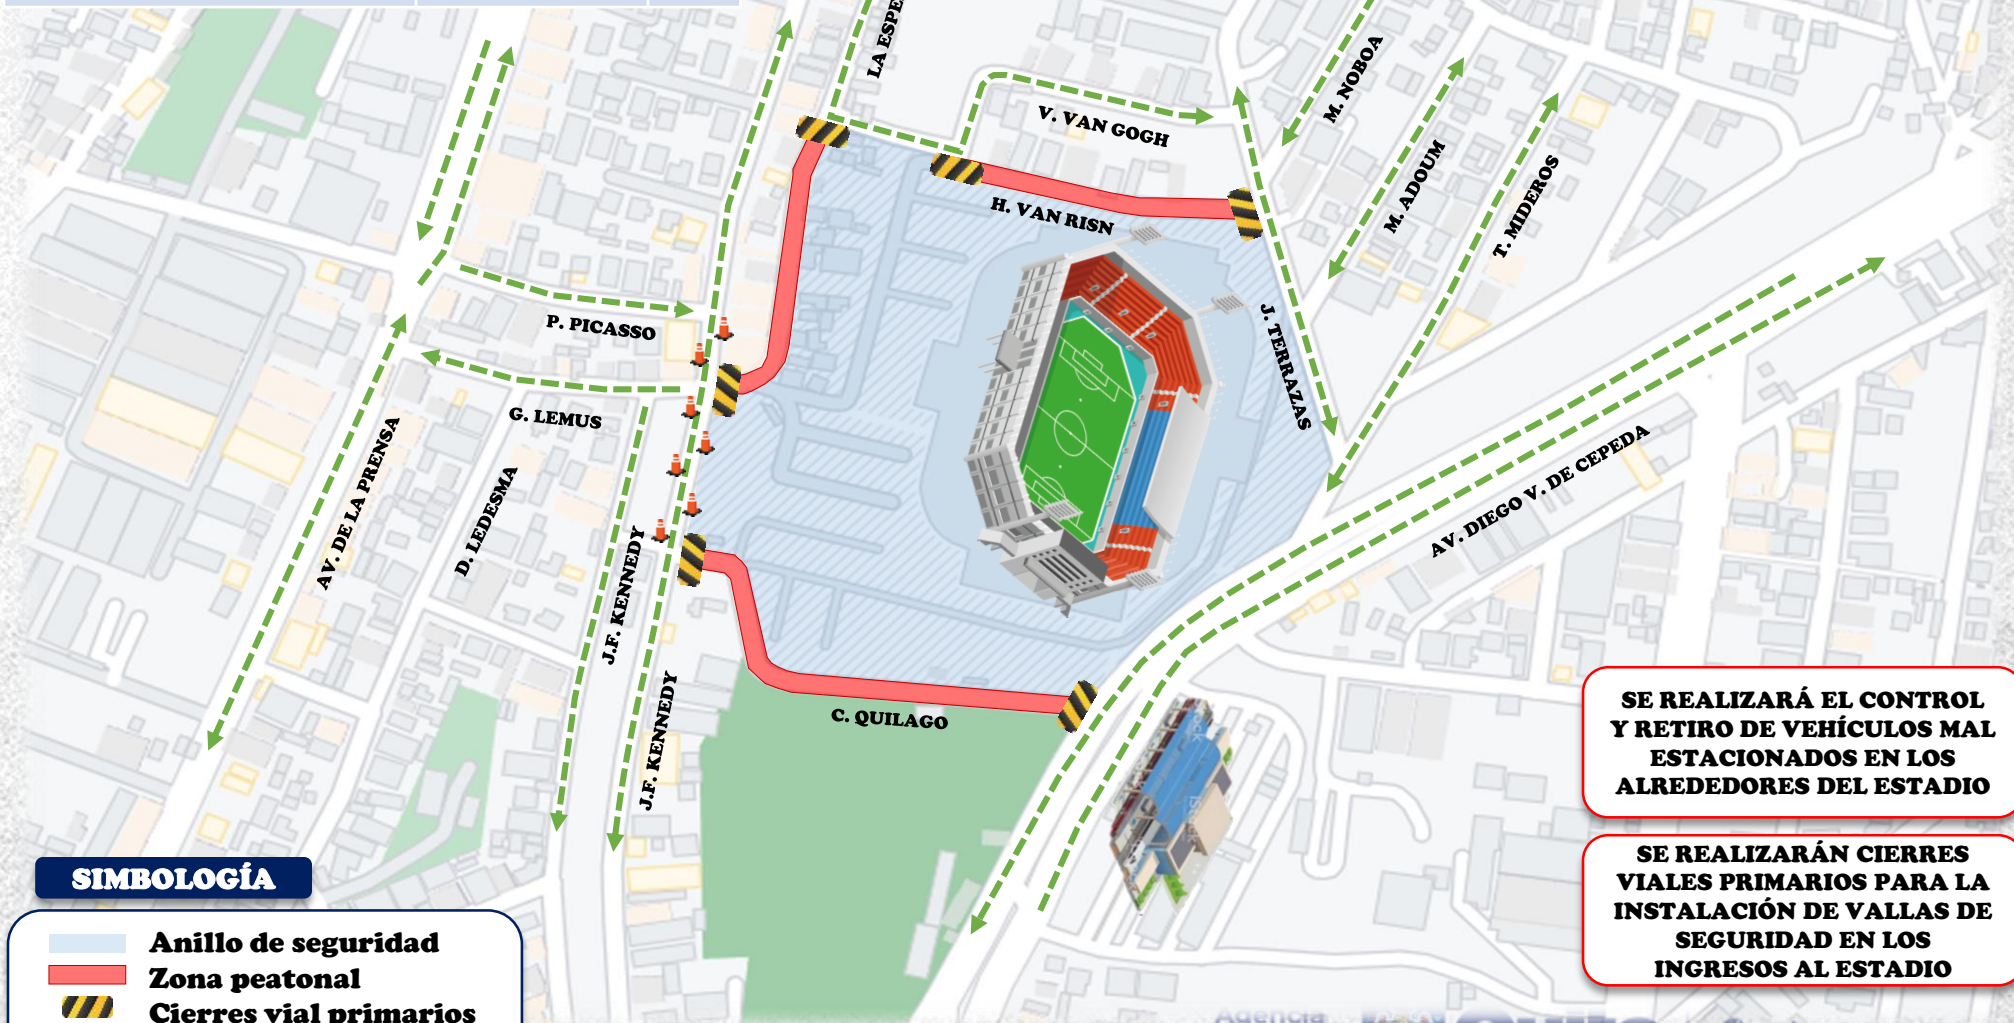 LA ESPE
M. NOBOA
V. VAN GOGH
M. ADOUM
T. MIDEROS
H. VAN RISN
P. PICASSO
J. TERRAZAS
G. LEMUS
AV. DE LA PRENSA
D. LEDESMA
AV. DIEGO V. DE CEPEDA
J.F. KENNEDY
J.F. KENNEDY
C. QUILAGO
SE REALIZARÁ EL CONTROL
Y RETIRO DE VEHÍCULOS MAL
ESTACIONADOS EN LOS
ALREDEDORES DEL ESTADIO
SE REALIZARÁN CIERRES
VIALES PRIMARIOS PARA LA
INSTALACIÓN DE VALLAS DE
SEGURIDAD EN LOS
INGRESOS AL ESTADIO
SIMBOLOGÍA
Anillo de seguridad
Zona peatonal
Cierres vial primarios
Agencia